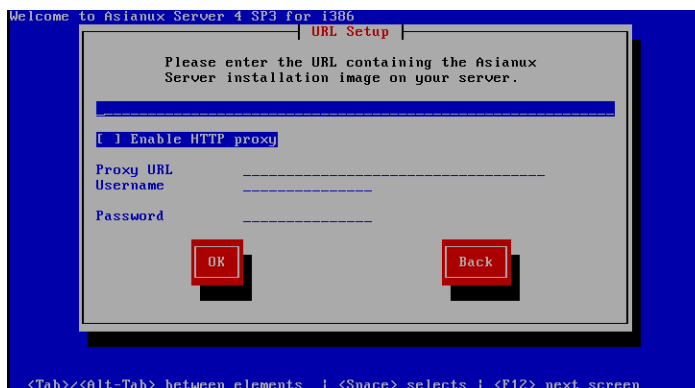 Welcome to Asianux Server 4 SP3 for i386
URL Setup
Please enter the URL containing the Asianux
Server installation image on your server.
[ ] Enable HTTP proxy
Proxy URL
Username
Password
OK
Back
<Tab>/<Alt-Tab> between elements | <Space> selects | <F12> next screen